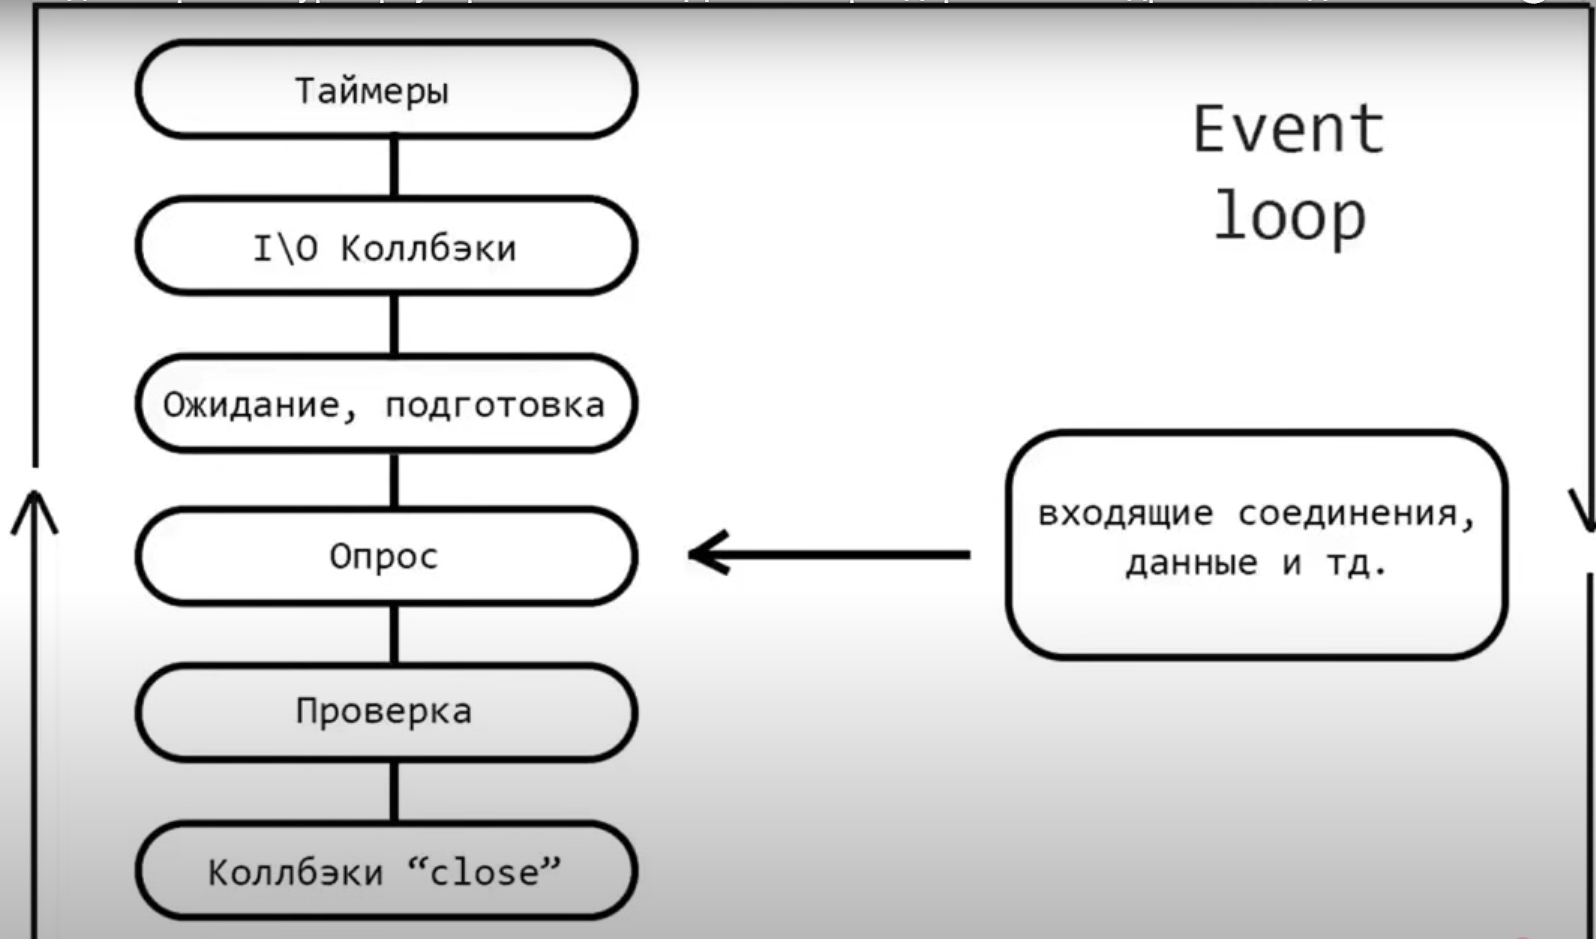 Таймеры
I\O Коллбэки
Ожидание, подготовка
Опрос
Проверка
Коллбэки “close”
Event
loop
входящие соединения,
данные и тд.